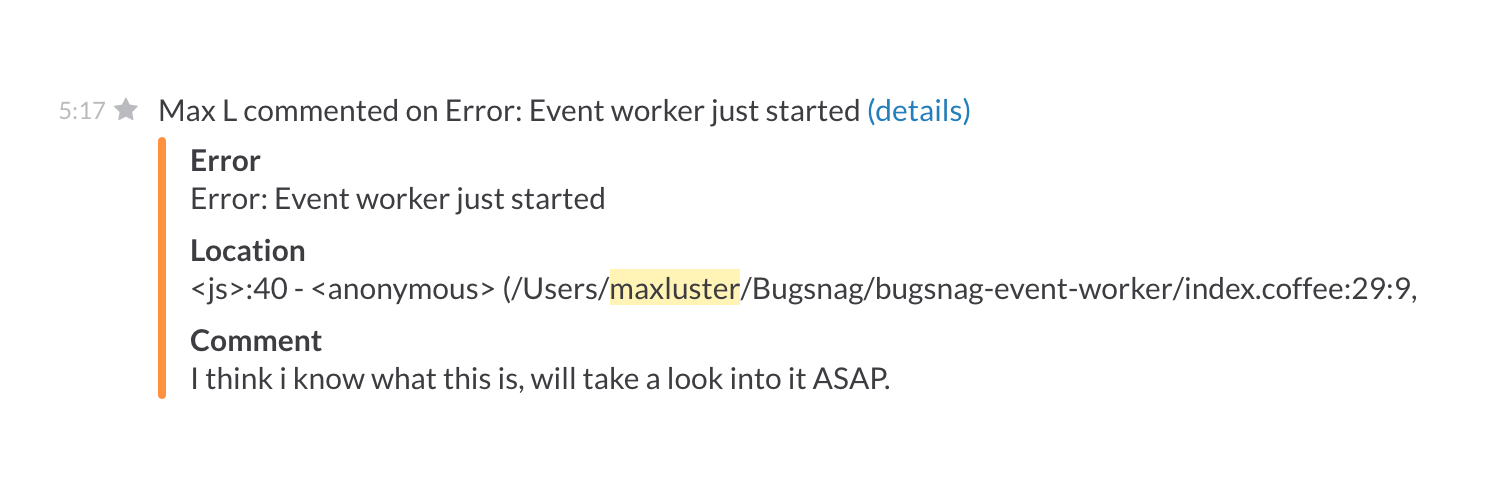 5:17 Max L commented on Error: Event worker just started (details)
Error
Error: Event worker just started
Location
<js>:40 - <anonymous> (/Users/maxluster/Bugsnag/bugsnag-event-worker/index.coffee:29:9,
Comment
I think i know what this is, will take a look into it ASAP.